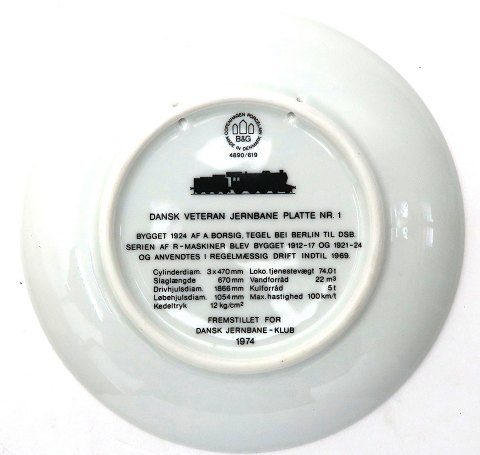 COPENHAGEN PORCELAIN
B&G
MADE IN DENMARK
4890/619
DANSK VETERAN JERNBANE PLATTE NR. 1
BYGGET 1924 AF A. BORSIG, TEGEL BEI BERLIN TIL DSB.
SERIEN AF R-MASKINER BLEV BYGGET 1912-17 OG 1921-24
OG ANVENDTES I REGELMÆSSIG DRIFT INDTIL 1969.
Cylinderdiam. 3x470 mm Loko. tjenestevægt 74,0 t
Slaglængde 670 mm Vandforråd 22 m³
Drivhjulsdiam. 1866 mm Kulforråd 5 t
Løbehjulsdiam. 1054 mm Max. hastighed 100 km/t
Kedeltryk 12 kg/cm²
FREMSTILLET FOR
DANSK JERNBANE-KLUB
1974